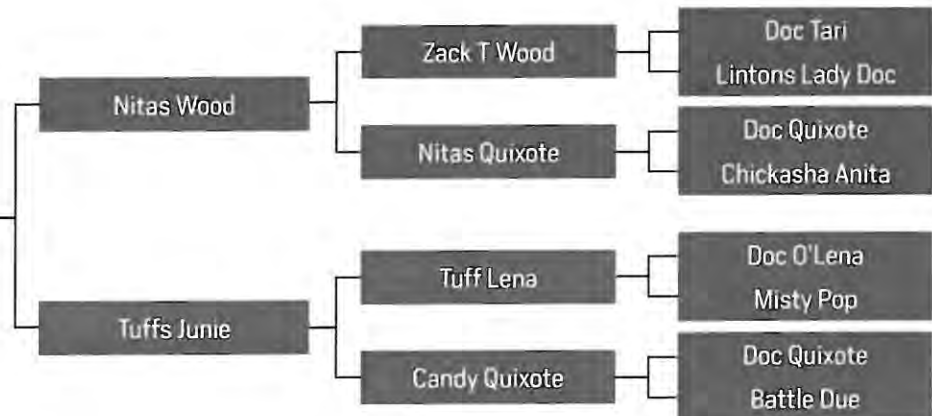 Nitas Wood
Zack T Wood
Doc Tari
Lintons Lady Doc
Nitas Quixote
Doc Quixote
Chickasha Anita
Tuffs Junie
Tuff Lena
Doc O'Lena
Misty Pop
Candy Quixote
Doc Quixote
Battle Due